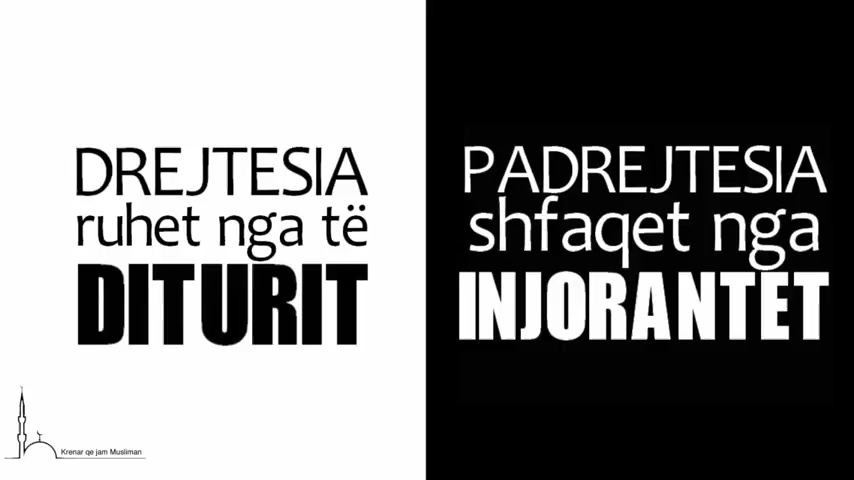 DREJTESIA
ruhet nga të
DITURIT
PADREJTESIA
shfaqet nga
INJORANTET
Krenar qe jam Musliman